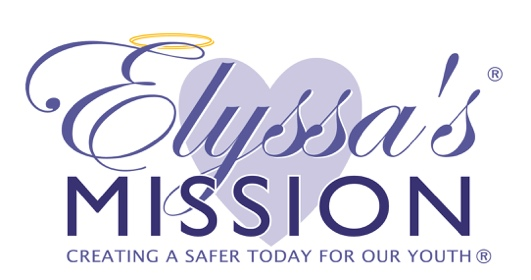 Elyssa's ®
MISSION
CREATING A SAFER TODAY FOR OUR YOUTH ®